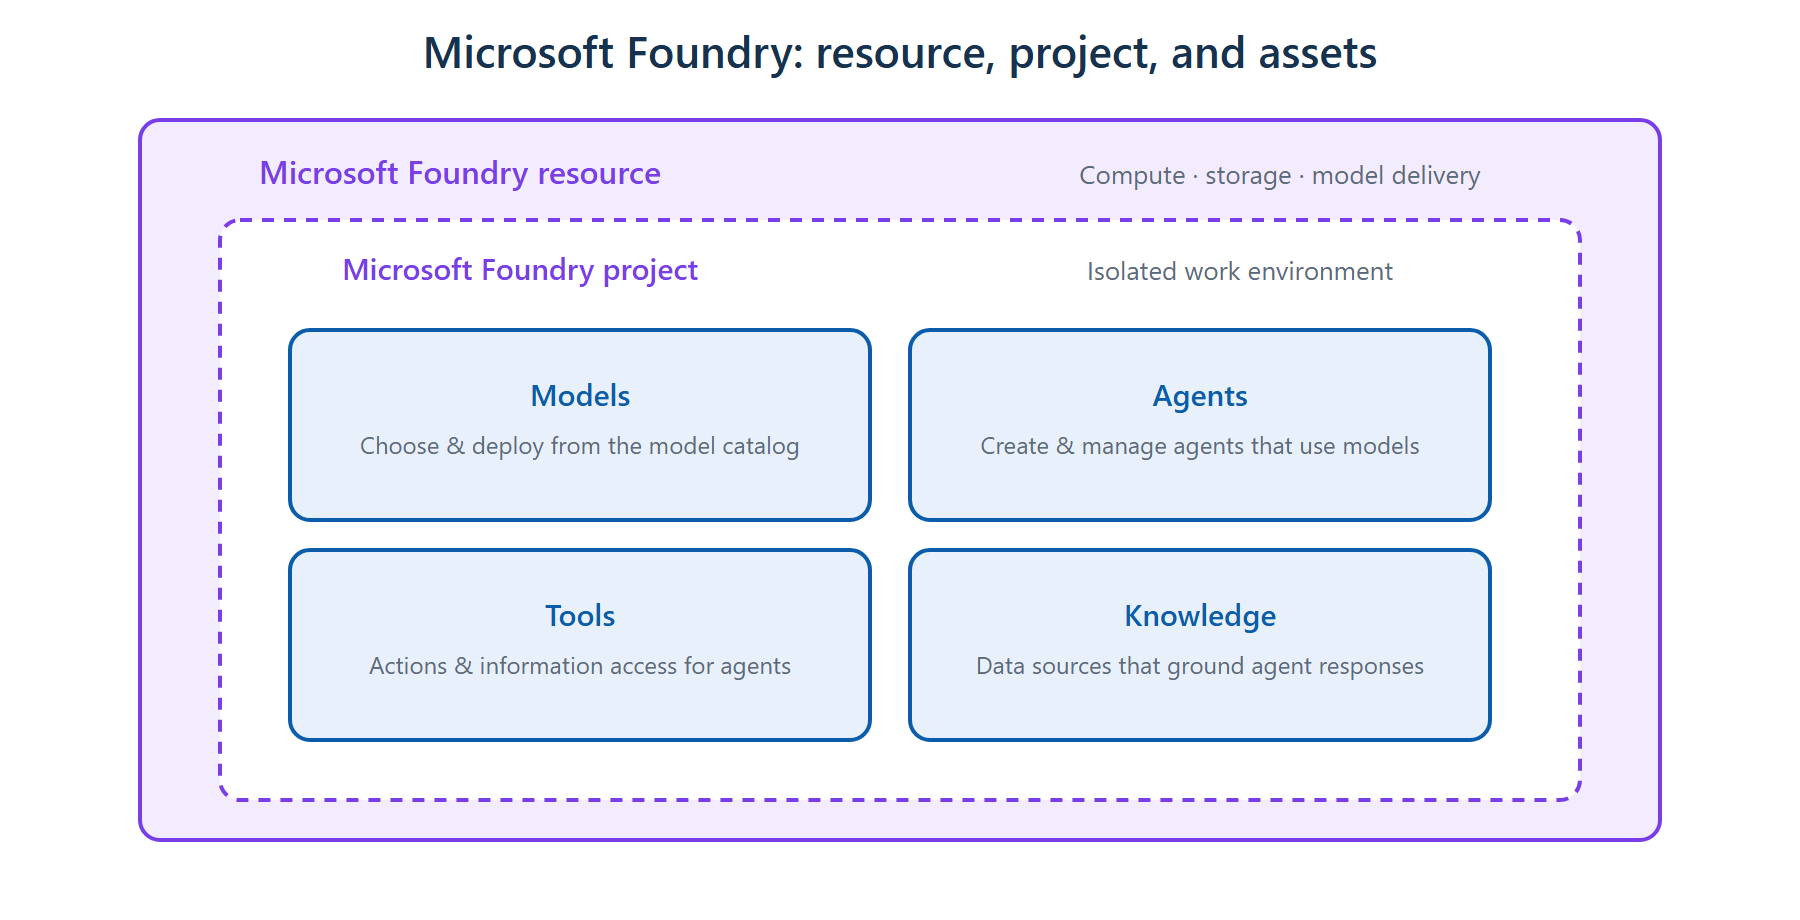 Microsoft Foundry: resource, project, and assets
Microsoft Foundry resource
Compute · storage · model delivery
Microsoft Foundry project
Isolated work environment
Models
Choose & deploy from the model catalog
Agents
Create & manage agents that use models
Tools
Actions & information access for agents
Knowledge
Data sources that ground agent responses